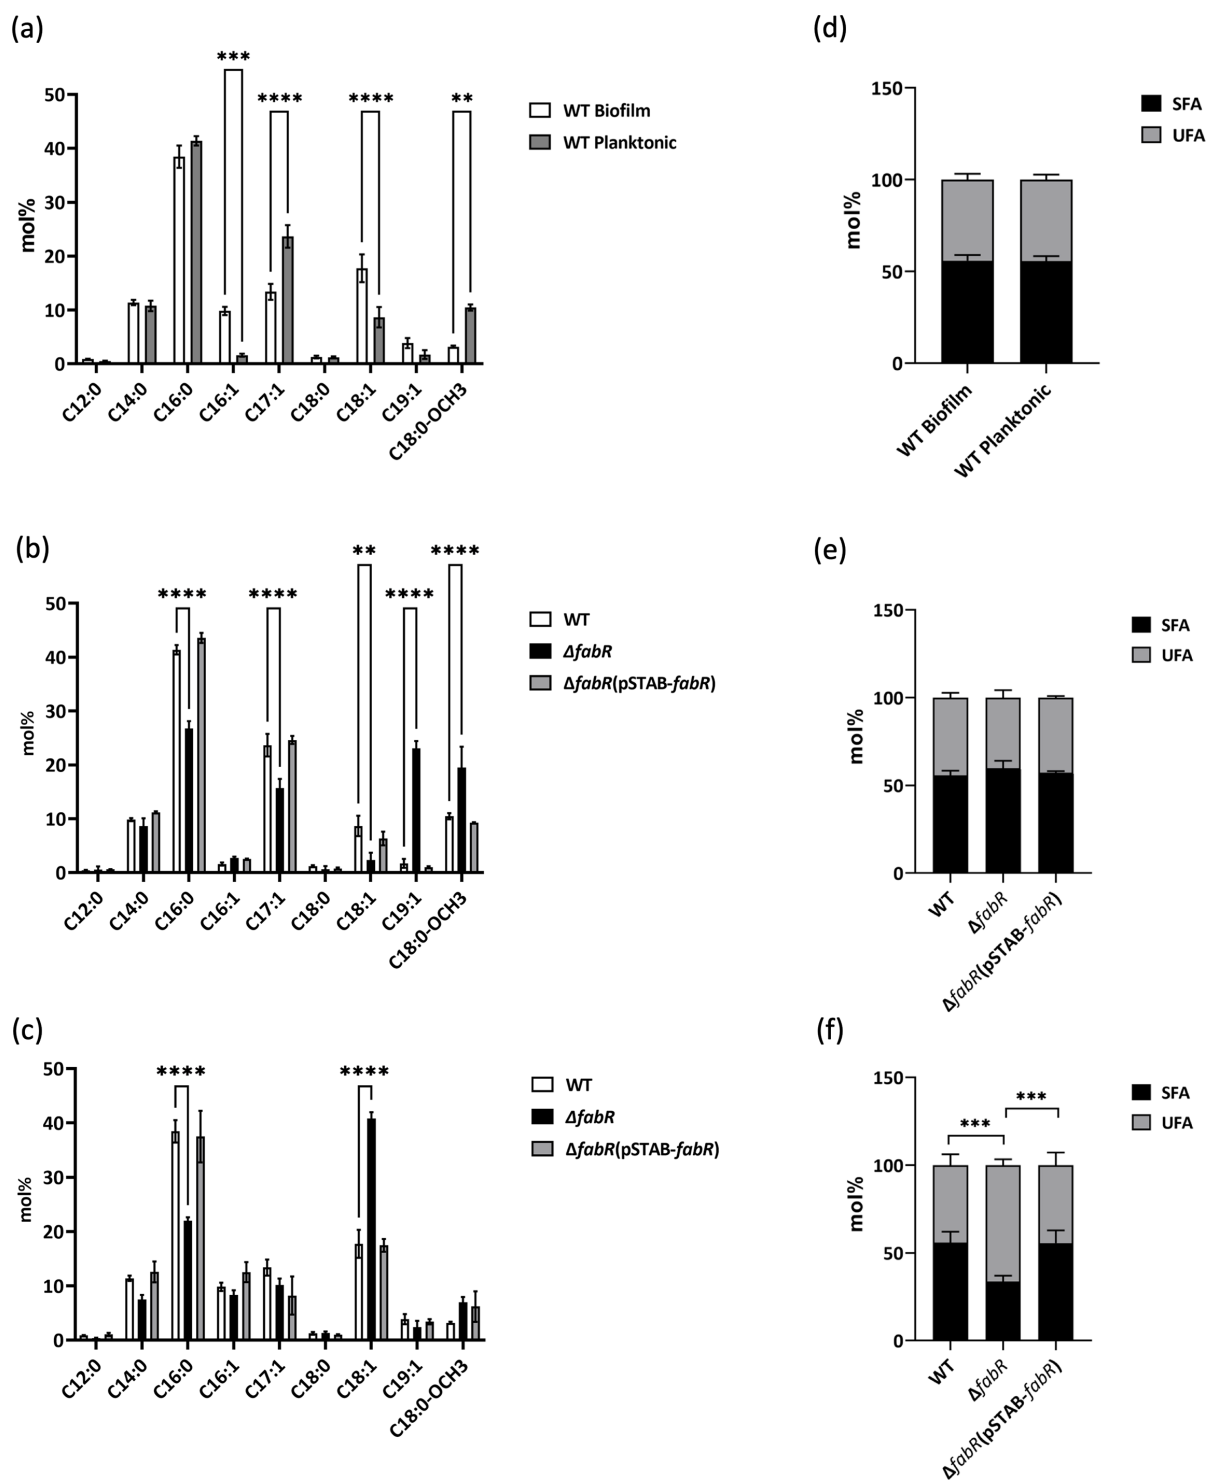 (a)
***
****
****
**
50
40
30
20
10
0
mol%
C12:0
C14:0
C16:0
C16:1
C17:1
C18:0
C18:1
C19:1
C18:0-OCH3
WT Biofilm
WT Planktonic
(d)
150
100
50
0
mol%
WT Biofilm
WT Planktonic
SFA
UFA
(b)
****
****
**
****
****
50
40
30
20
10
0
mol%
C12:0
C14:0
C16:0
C16:1
C17:1
C18:0
C18:1
C19:1
C18:0-OCH3
WT
ΔfabR
ΔfabR(pSTAB-fabR)
(e)
150
100
50
0
mol%
WT
ΔfabR
ΔfabR(pSTAB-fabR)
SFA
UFA
(c)
****
****
50
40
30
20
10
0
mol%
C12:0
C14:0
C16:0
C16:1
C17:1
C18:0
C18:1
C19:1
C18:0-OCH3
WT
ΔfabR
ΔfabR(pSTAB-fabR)
(f)
***
***
150
100
50
0
mol%
WT
ΔfabR
ΔfabR(pSTAB-fabR)
SFA
UFA